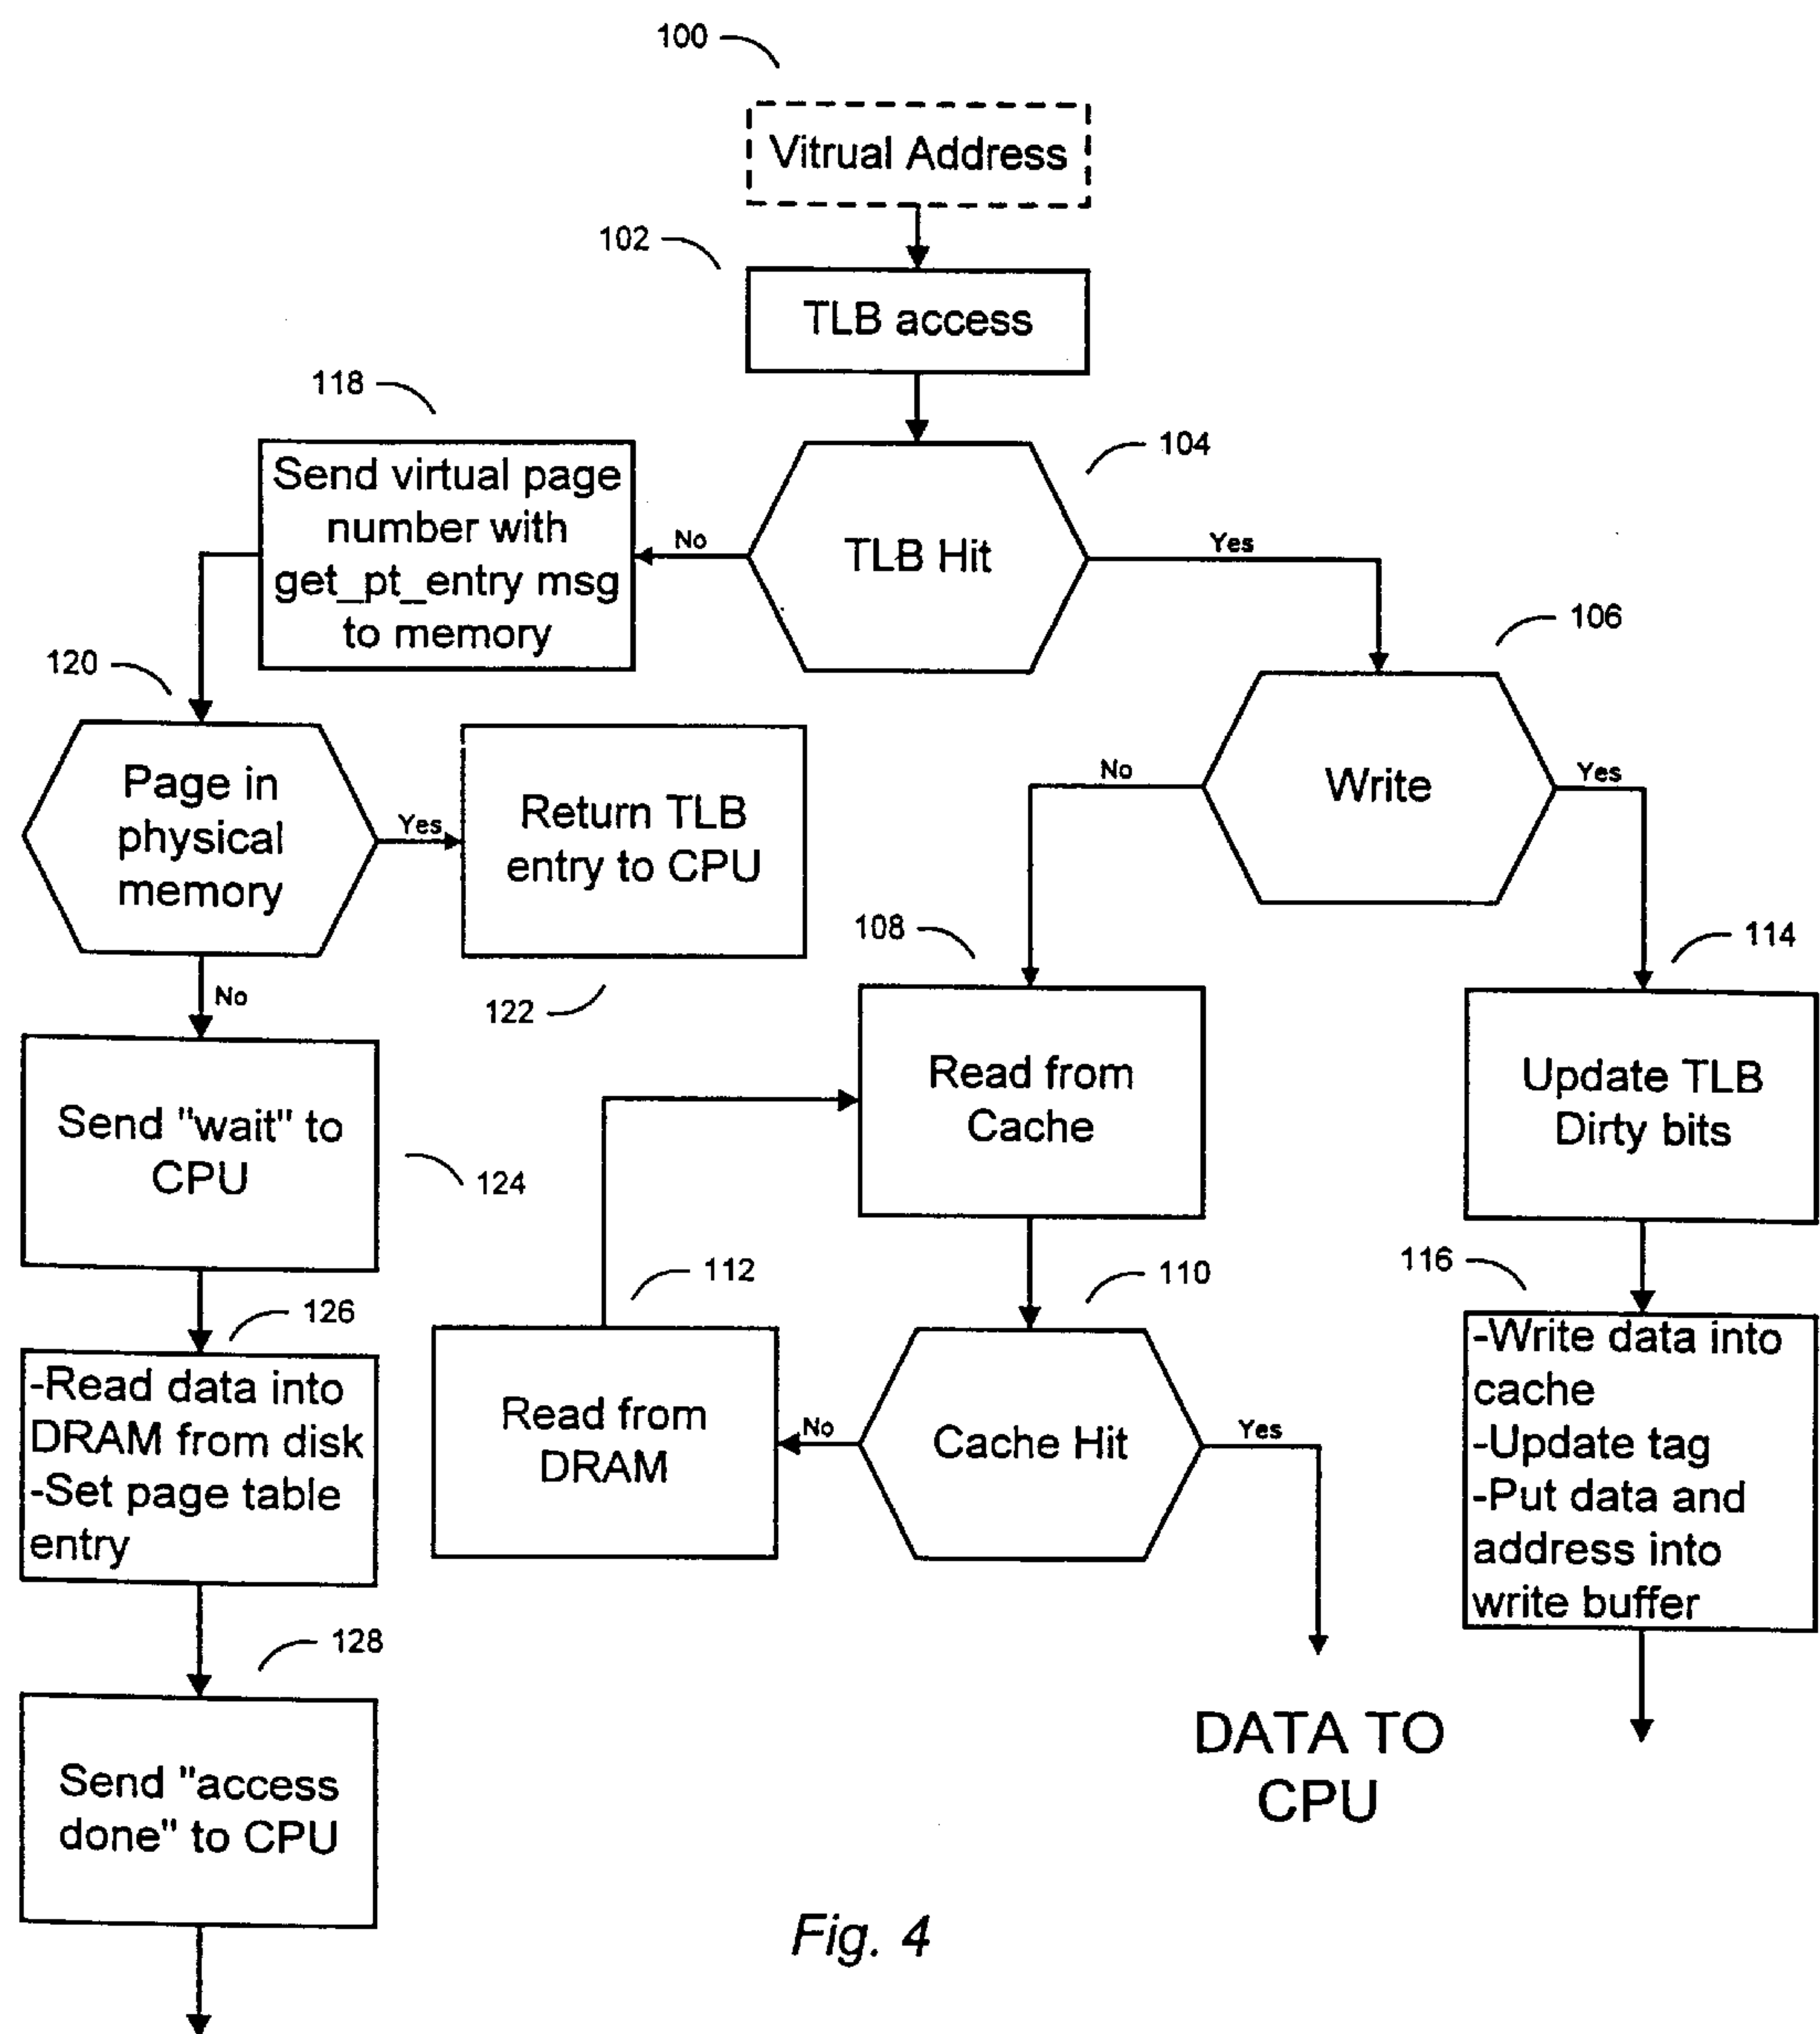 100
Vitrual Address
102
TLB access
118
104
Send virtual page
number with
get_pt_entry msg
to memory
No
TLB Hit
Yes
106
120
Page in
physical
memory
Yes
Return TLB
entry to CPU
No
Write
Yes
108
114
No
122
Send "wait" to
CPU
124
Read from
Cache
Update TLB
Dirty bits
112
110
116
126
-Read data into
DRAM from disk
-Set page table
entry
Read from
DRAM
No
Cache Hit
Yes
-Write data into
cache
-Update tag
-Put data and
address into
write buffer
128
Send "access
done" to CPU
DATA TO
CPU
Fig. 4